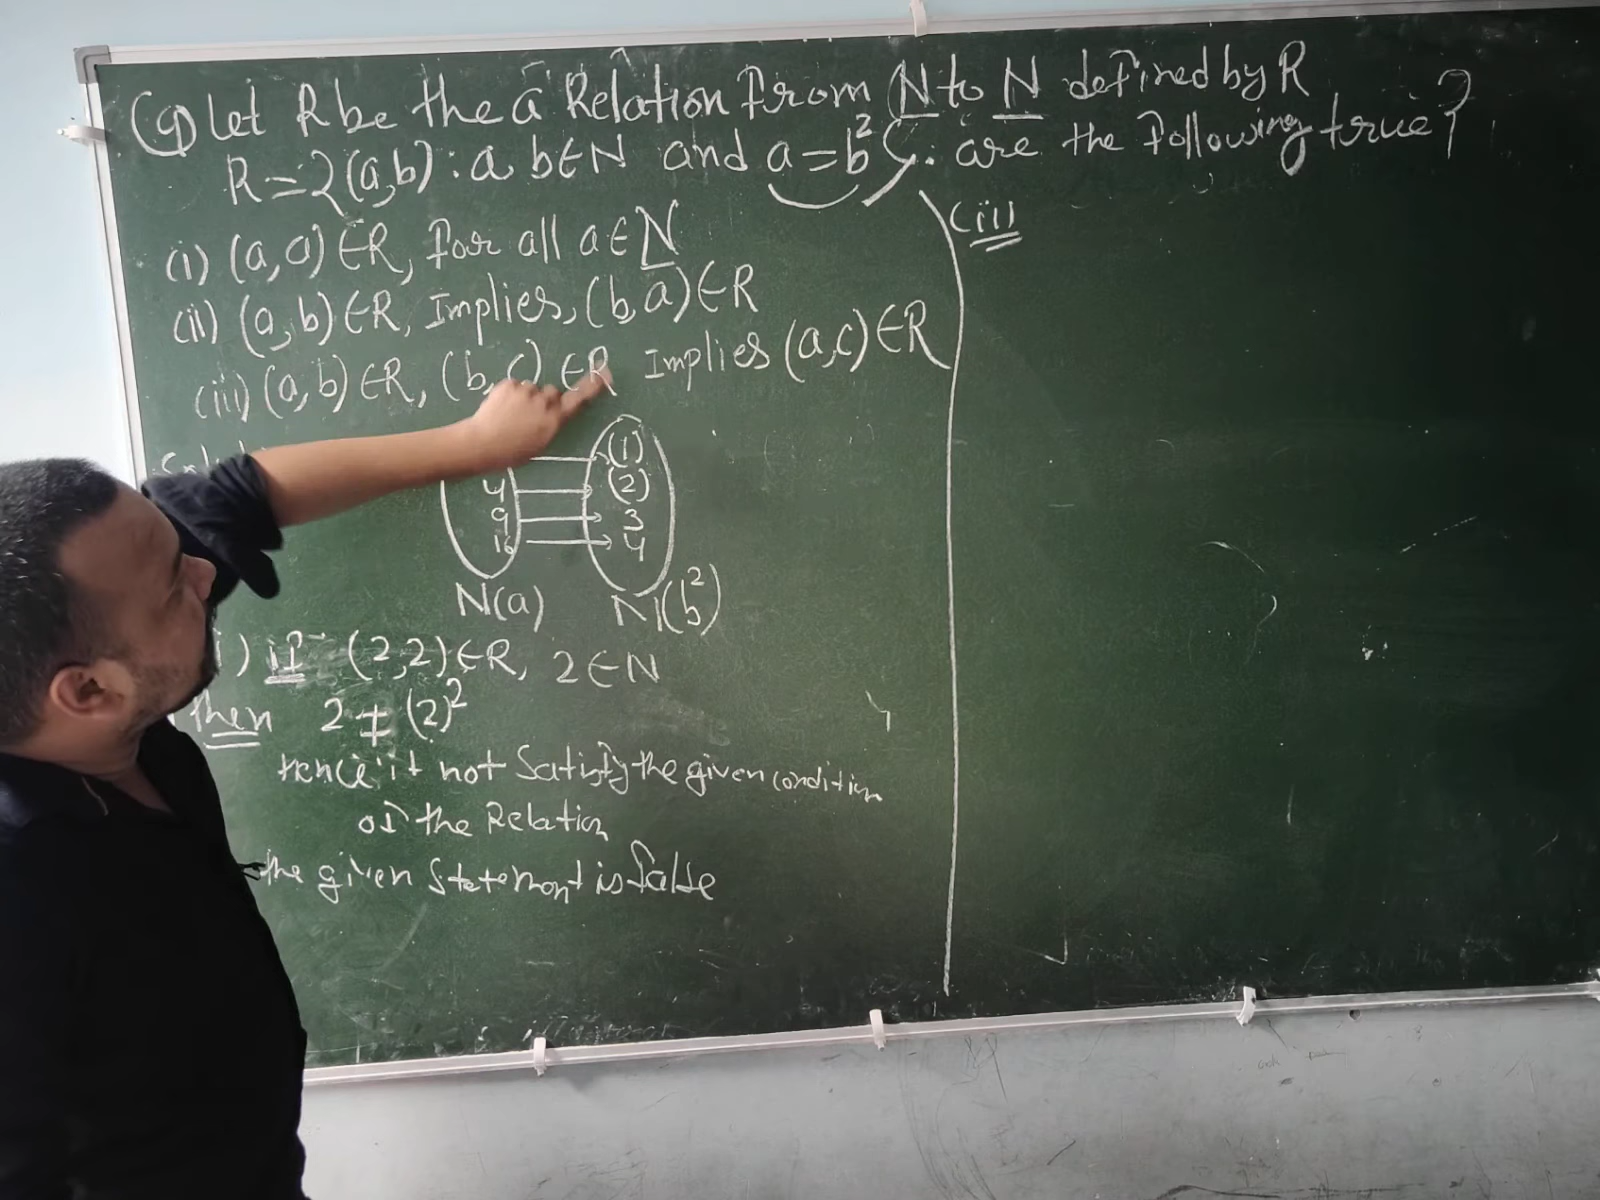 (9) Let R be the a Relation from N to N defined by R
R={(a,b): a, b∈N and a=b²}. are the following true?
(i) (a,a)∈R, for all a∈N
(ii) (a,b)∈R, Implies, (b,a)∈R
(iii) (a,b)∈R, (b,c)∈R Implies (a,c)∈R
(1)
4 (2)
9 3
16 4
N(a) N(b²)
i) if (2,2)∈R, 2∈N
then 2≠(2)²
hence it not Satisfy the given condition
of the Relation
the given Statement is false
(ii)